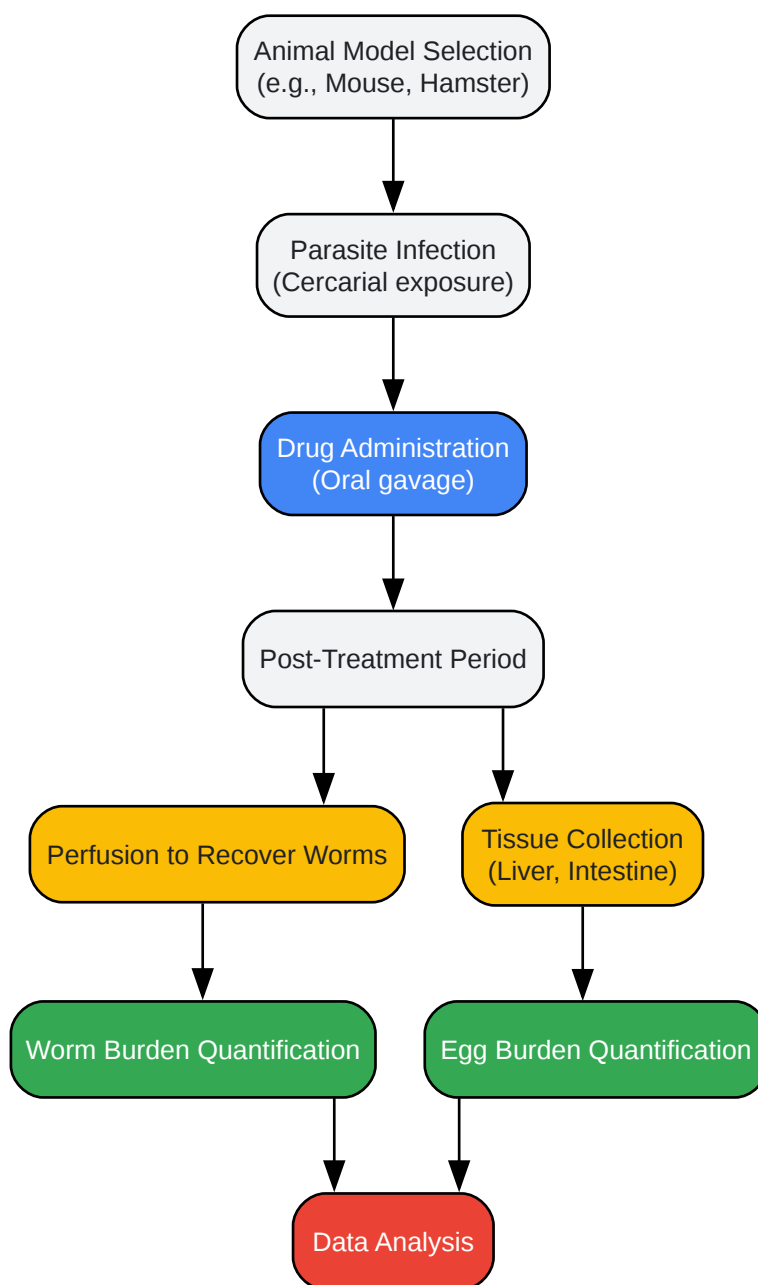 Animal Model Selection
(e.g., Mouse, Hamster)
Parasite Infection
(Cercarial exposure)
Drug Administration
(Oral gavage)
Post-Treatment Period
Perfusion to Recover Worms
Tissue Collection
(Liver, Intestine)
Worm Burden Quantification
Egg Burden Quantification
Data Analysis